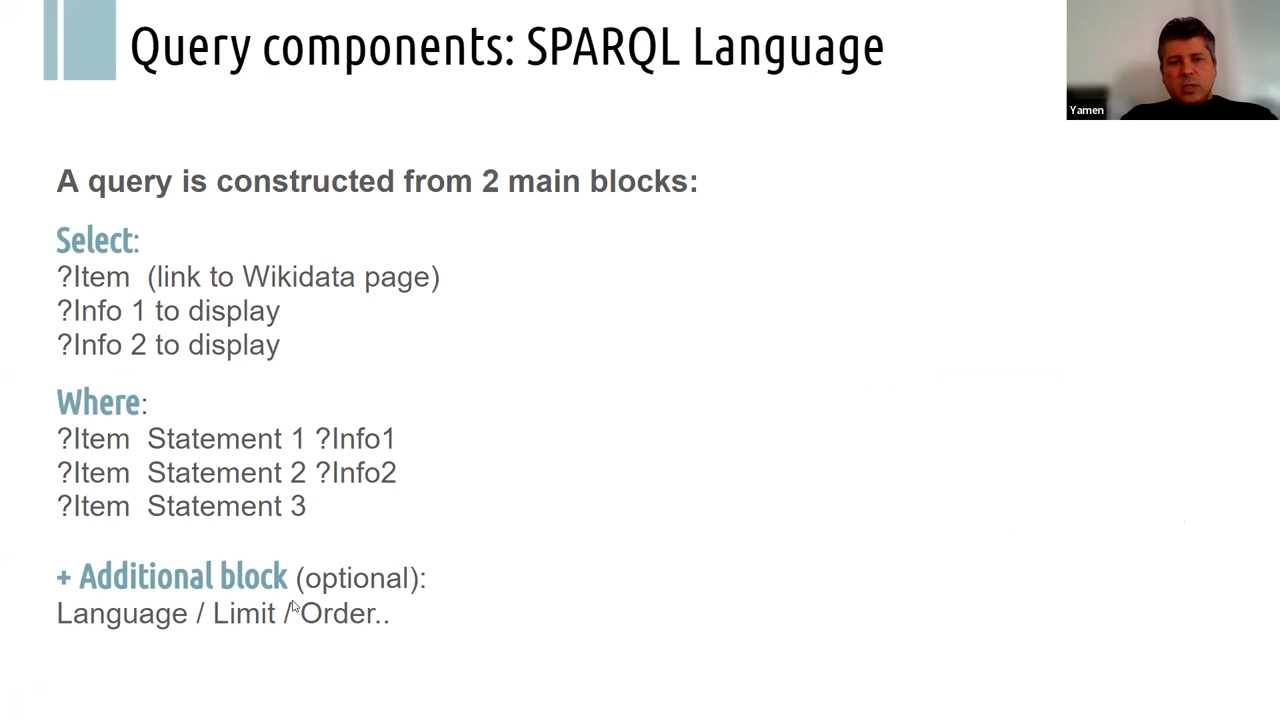 Query components: SPARQL Language
Yamen
A query is constructed from 2 main blocks:
Select:
?Item (link to Wikidata page)
?Info 1 to display
?Info 2 to display
Where:
?Item Statement 1 ?Info1
?Item Statement 2 ?Info2
?Item Statement 3
+ Additional block (optional):
Language / Limit / Order..